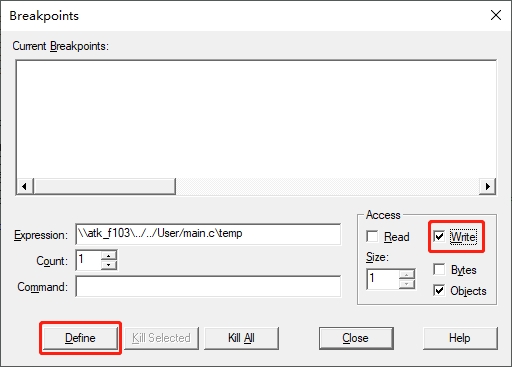 Breakpoints
Current Breakpoints:
Expression: \\atk_f103\../../User/main.c\temp
Count: 1
Command:
Access
Read
Write
Size:
1
Bytes
Objects
Define
Kill Selected
Kill All
Close
Help